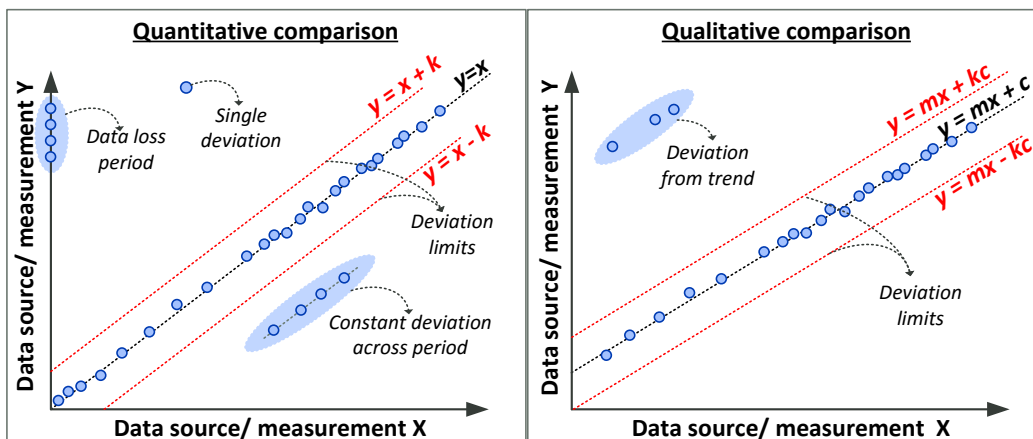 Quantitative comparison
Data source/ measurement Y
Data loss
period
Single
deviation
y = x + k
y=x
y = x - k
Deviation
limits
Constant deviation
across period
Data source/ measurement X
Qualitative comparison
Data source/ measurement Y
Deviation
from trend
y = mx + kc
y = mx + c
y = mx - kc
Deviation
limits
Data source/ measurement  X